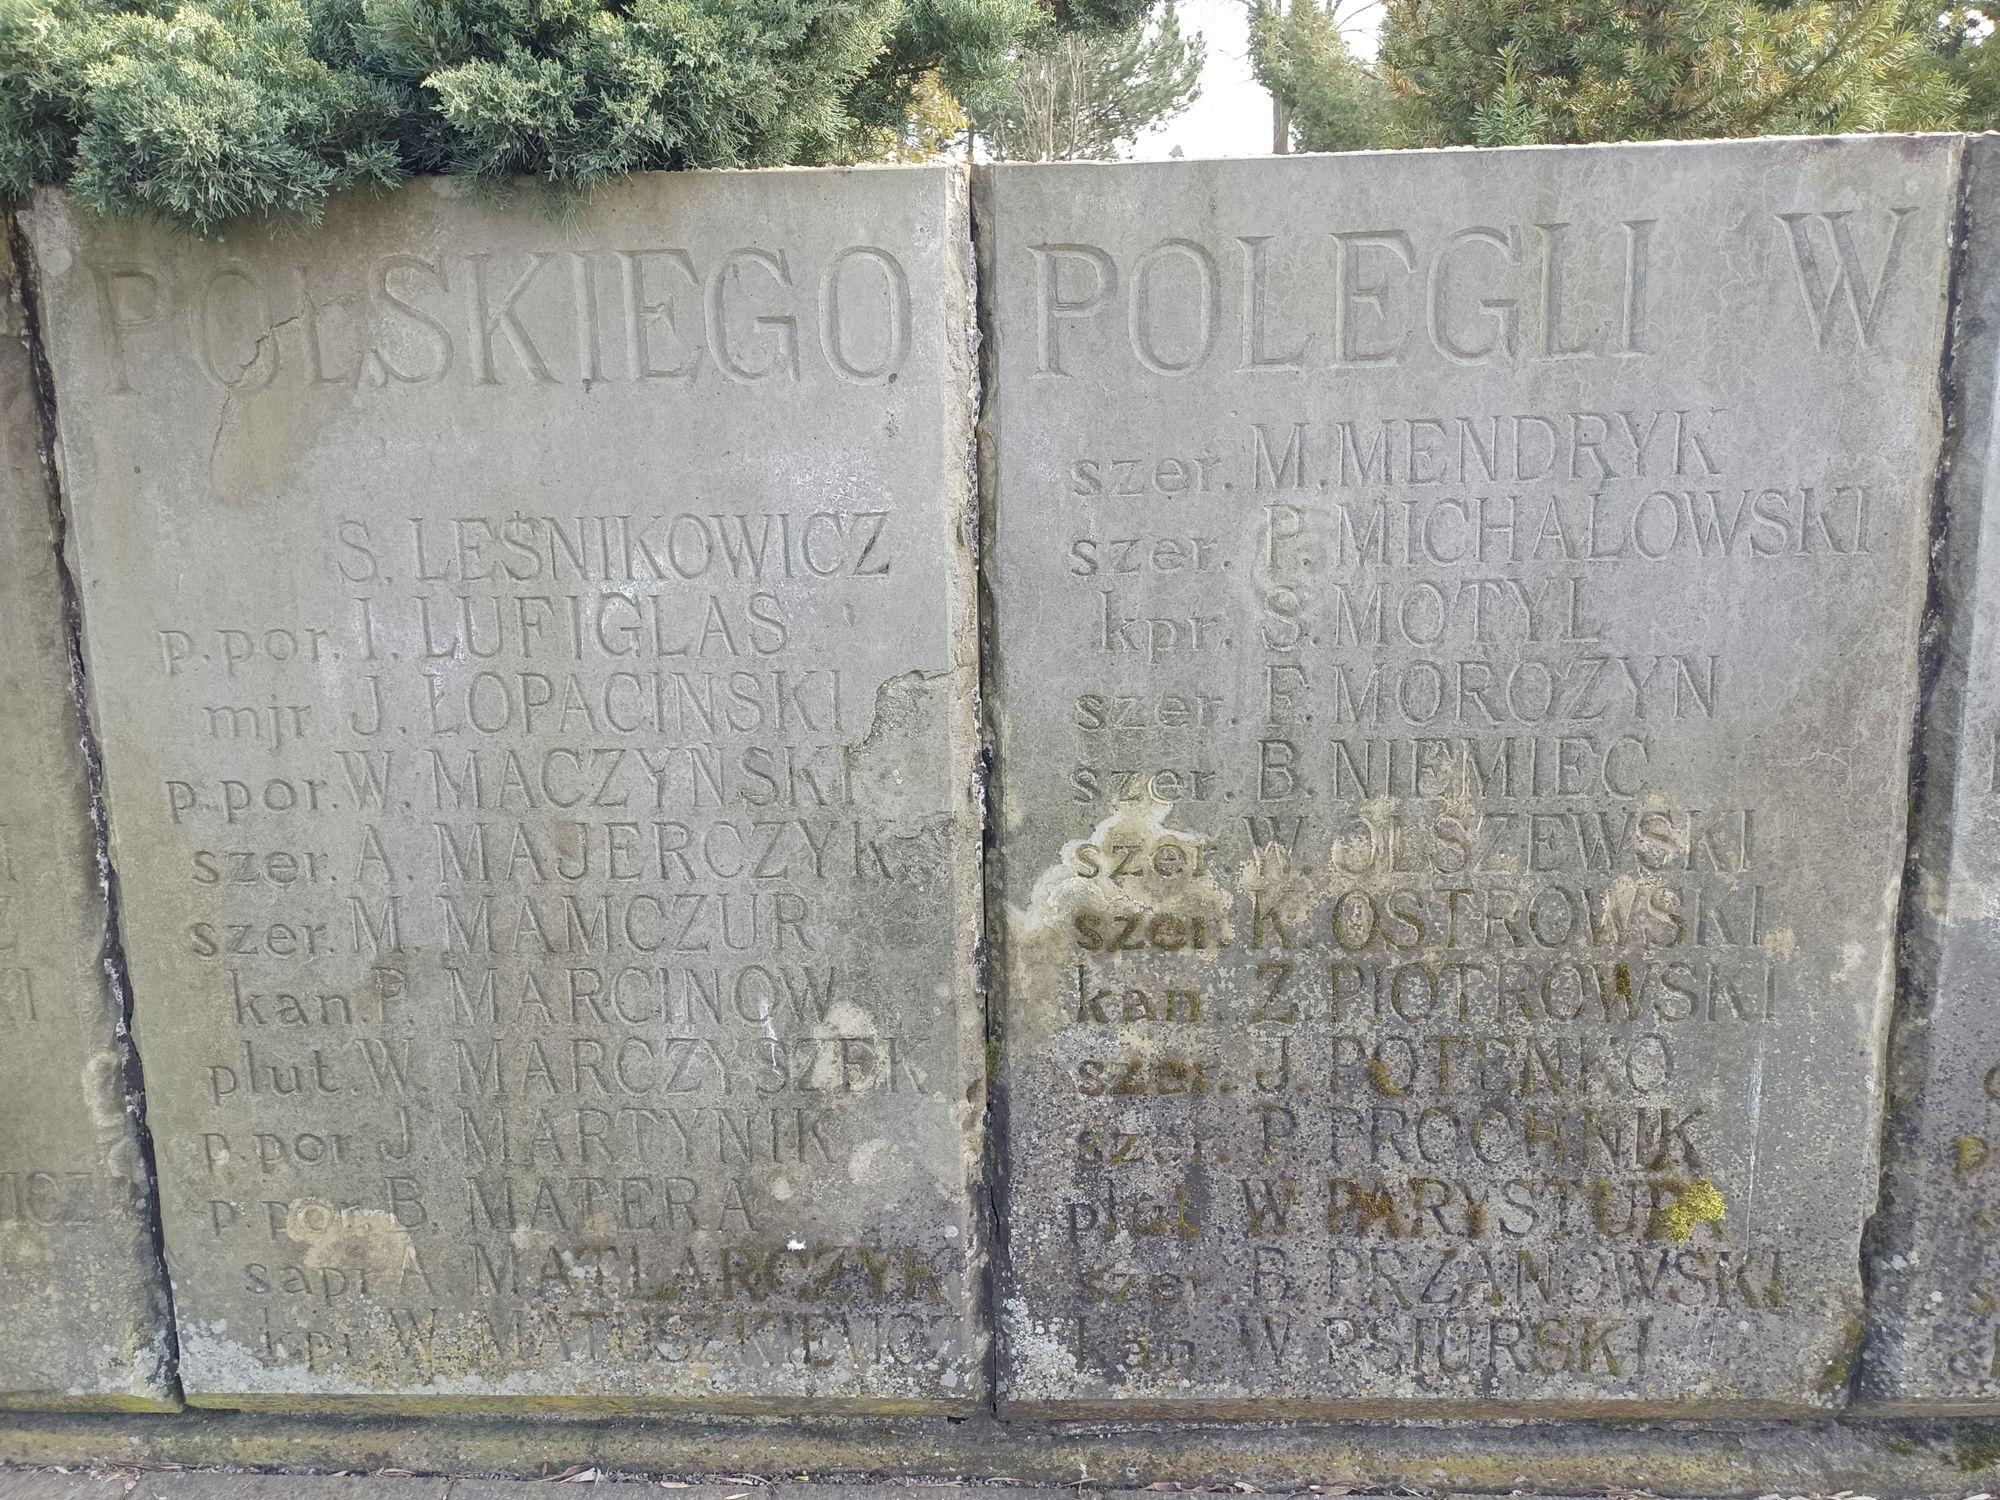 POLSKIEGO
S. LEŚNIKOWICZ
p.por. I. LUFIGLAS
mjr J. ŁOPACIŃSKI
p.por. W. MACZYŃSKI
szer. A. MAJERCZYK
szer. M. MAMCZUR
kan. P. MARCINOW
plut. W. MARCZYSZEK
p.por. J. MARTYNIK
p.por. B. MATERA
sapr A. MATLARCZYK
kpr W. MATUSZKIEWICZ
POLEGLI W
szer. M. MENDRYK
szer. P. MICHAŁOWSKI
kpr. S. MOTYL
szer. F. MOROZYN
szer. B. NIEMIEC
szer. W. OLSZEWSKI
szer. K. OSTROWSKI
kan. Z. PIOTROWSKI
szer. J. POTENKO
szer. P. PROCHNIK
plut W. PARYSTUPA
szer. B. PRZANOWSKI
kan. W. PSIURSKI